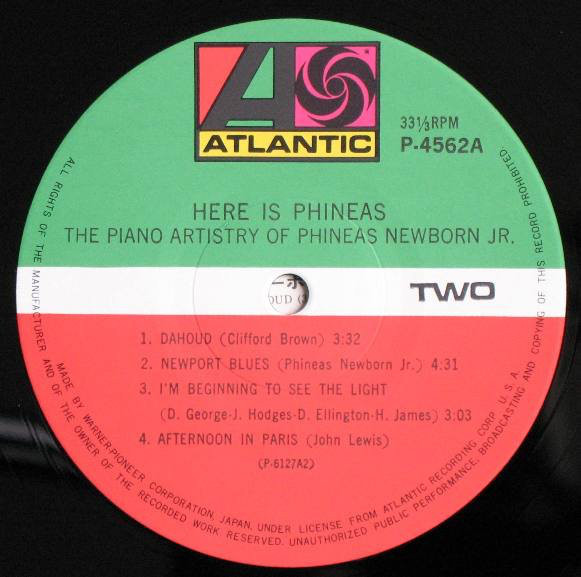 ATLANTIC
33⅓RPM
P-4562A
HERE IS PHINEAS
THE PIANO ARTISTRY OF PHINEAS NEWBORN JR.
TWO
1. DAHOUD (Clifford Brown) 3:32
2. NEWPORT BLUES (Phineas Newborn Jr.) 4:31
3. I'M BEGINNING TO SEE THE LIGHT
(D. George-J. Hodges-D. Ellington-H. James) 3:03
4. AFTERNOON IN PARIS (John Lewis)
(P-6127A2)
MADE BY WARNER-PIONEER CORPORATION, JAPAN, UNDER LICENSE FROM ATLANTIC RECORDING CORP. U.S.A.
ALL RIGHTS OF THE MANUFACTURER AND OF THE OWNER OF THE RECORDED WORK RESERVED. UNAUTHORIZED PUBLIC PERFORMANCE, BROADCASTING AND COPYING OF THIS RECORD PROHIBITED.